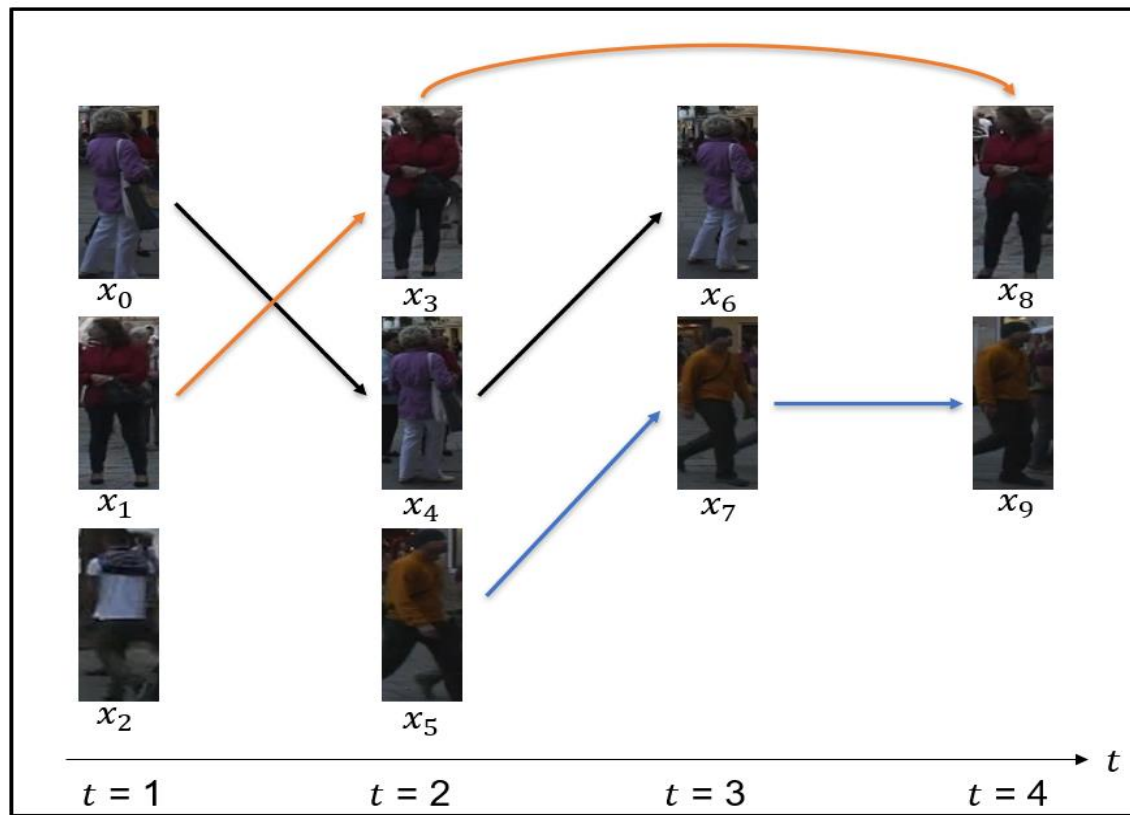 x₀ x₃ x₆ x₈
x₁ x₄ x₇ x₉
x₂ x₅
t
t = 1 t = 2 t = 3 t = 4